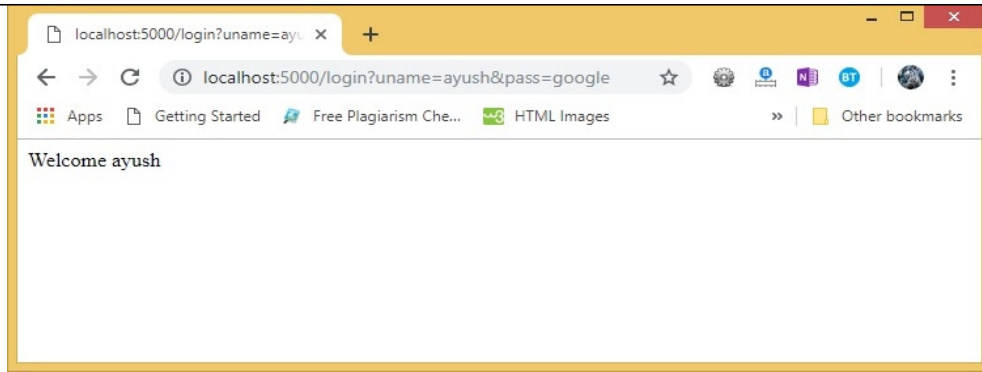 localhost:5000/login?uname=ayu
localhost:5000/login?uname=ayush&pass=google
Apps Getting Started Free Plagiarism Che... w3 HTML Images » Other bookmarks
Welcome ayush